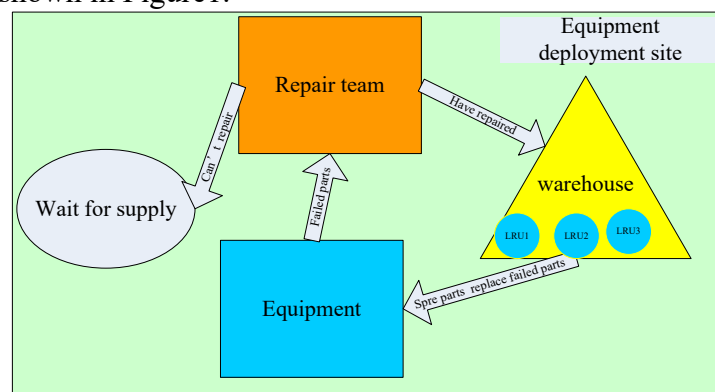 shown in Figure1.
Equipment
deployment site
Repair team
Have repaired
Can't repair
Failed parts
Wait for supply
warehouse
LRU1
LRU2
LRU3
Spre parts replace failed parts
Equipment